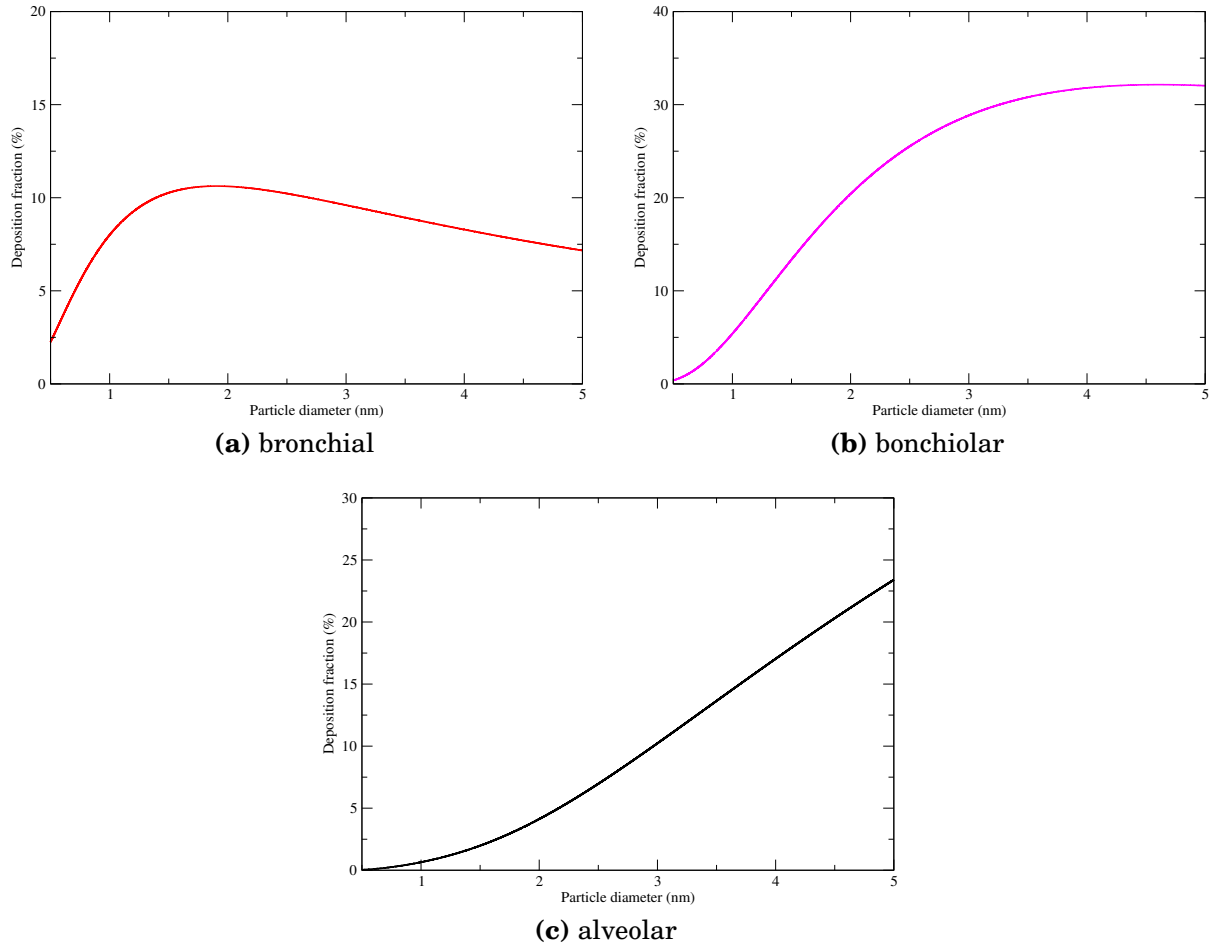 20
15
10
5
0
Deposition fraction (%)
1 2 3 4 5
Particle diameter (nm)
(a) bronchial
40
30
20
10
0
Deposition fraction (%)
1 2 3 4 5
Particle diameter (nm)
(b) bonchiolar
30
25
20
15
10
5
0
Deposition fraction (%)
1 2 3 4 5
Particle diameter (nm)
(c) alveolar